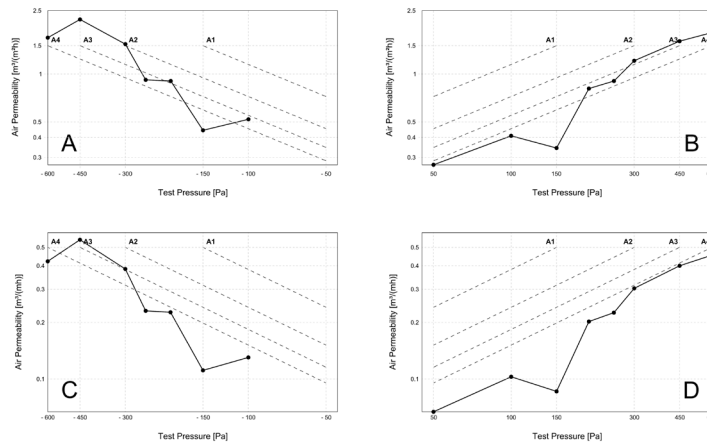 2.5
1.5
1
0.5
0.4
0.3
A4 A3 A2 A1
A
- 600 - 450 - 300 - 150 - 100 - 50
Test Pressure [Pa]
Air Permeability [m³/(m²h)]
2.5
1.5
1
0.5
0.4
0.3
A1 A2 A3
B
50 100 150 300 450
Test Pressure [Pa]
Air Permeability [m³/(m²h)]
0.5
0.4
0.3
0.2
0.1
A4 A3 A2 A1
C
- 600 - 450 - 300 - 150 - 100 - 50
Test Pressure [Pa]
Air Permeability [m³/(mh)]
0.5
0.4
0.3
0.2
0.1
A1 A2 A3
D
50 100 150 300 450
Test Pressure [Pa]
Air Permeability [m³/(mh)]